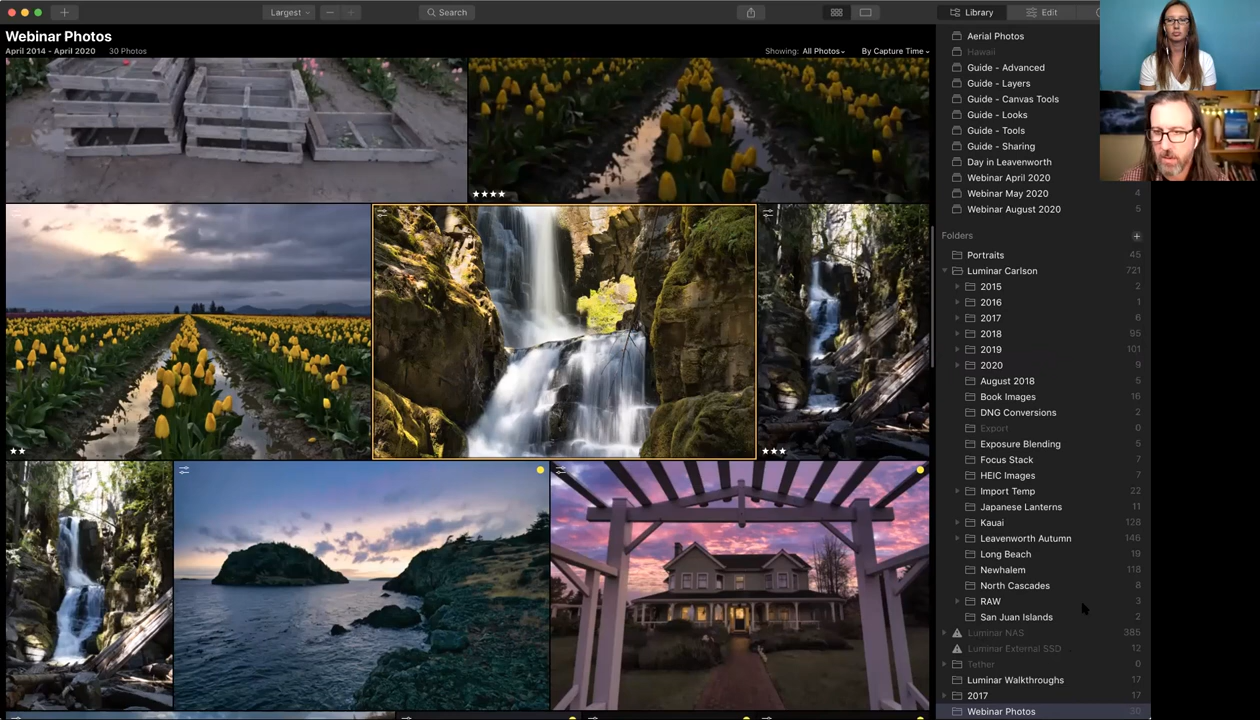 Largest
Search
Library
Edit
Webinar Photos
April 2014 - April 2020 30 Photos
Showing: All Photos
By Capture Time
Aerial Photos
Hawaii
Guide - Advanced
Guide - Layers
Guide - Canvas Tools
Guide - Looks
Guide - Tools
Guide - Sharing
Day in Leavenworth
Webinar April 2020
Webinar May 2020 4
Webinar August 2020 5
Folders
Portraits 45
Luminar Carlson 721
2015 2
2016 1
2017 6
2018 95
2019 101
2020 9
August 2018 5
Book Images 16
DNG Conversions 2
Export 0
Exposure Blending 5
Focus Stack 7
HEIC Images 7
Import Temp 22
Japanese Lanterns 11
Kauai 128
Leavenworth Autumn 146
Long Beach 19
Newhalem 118
North Cascades 8
RAW 3
San Juan Islands 2
Luminar NAS 385
Luminar External SSD 12
Tether 0
Luminar Walkthroughs 17
2017 17
Webinar Photos 30